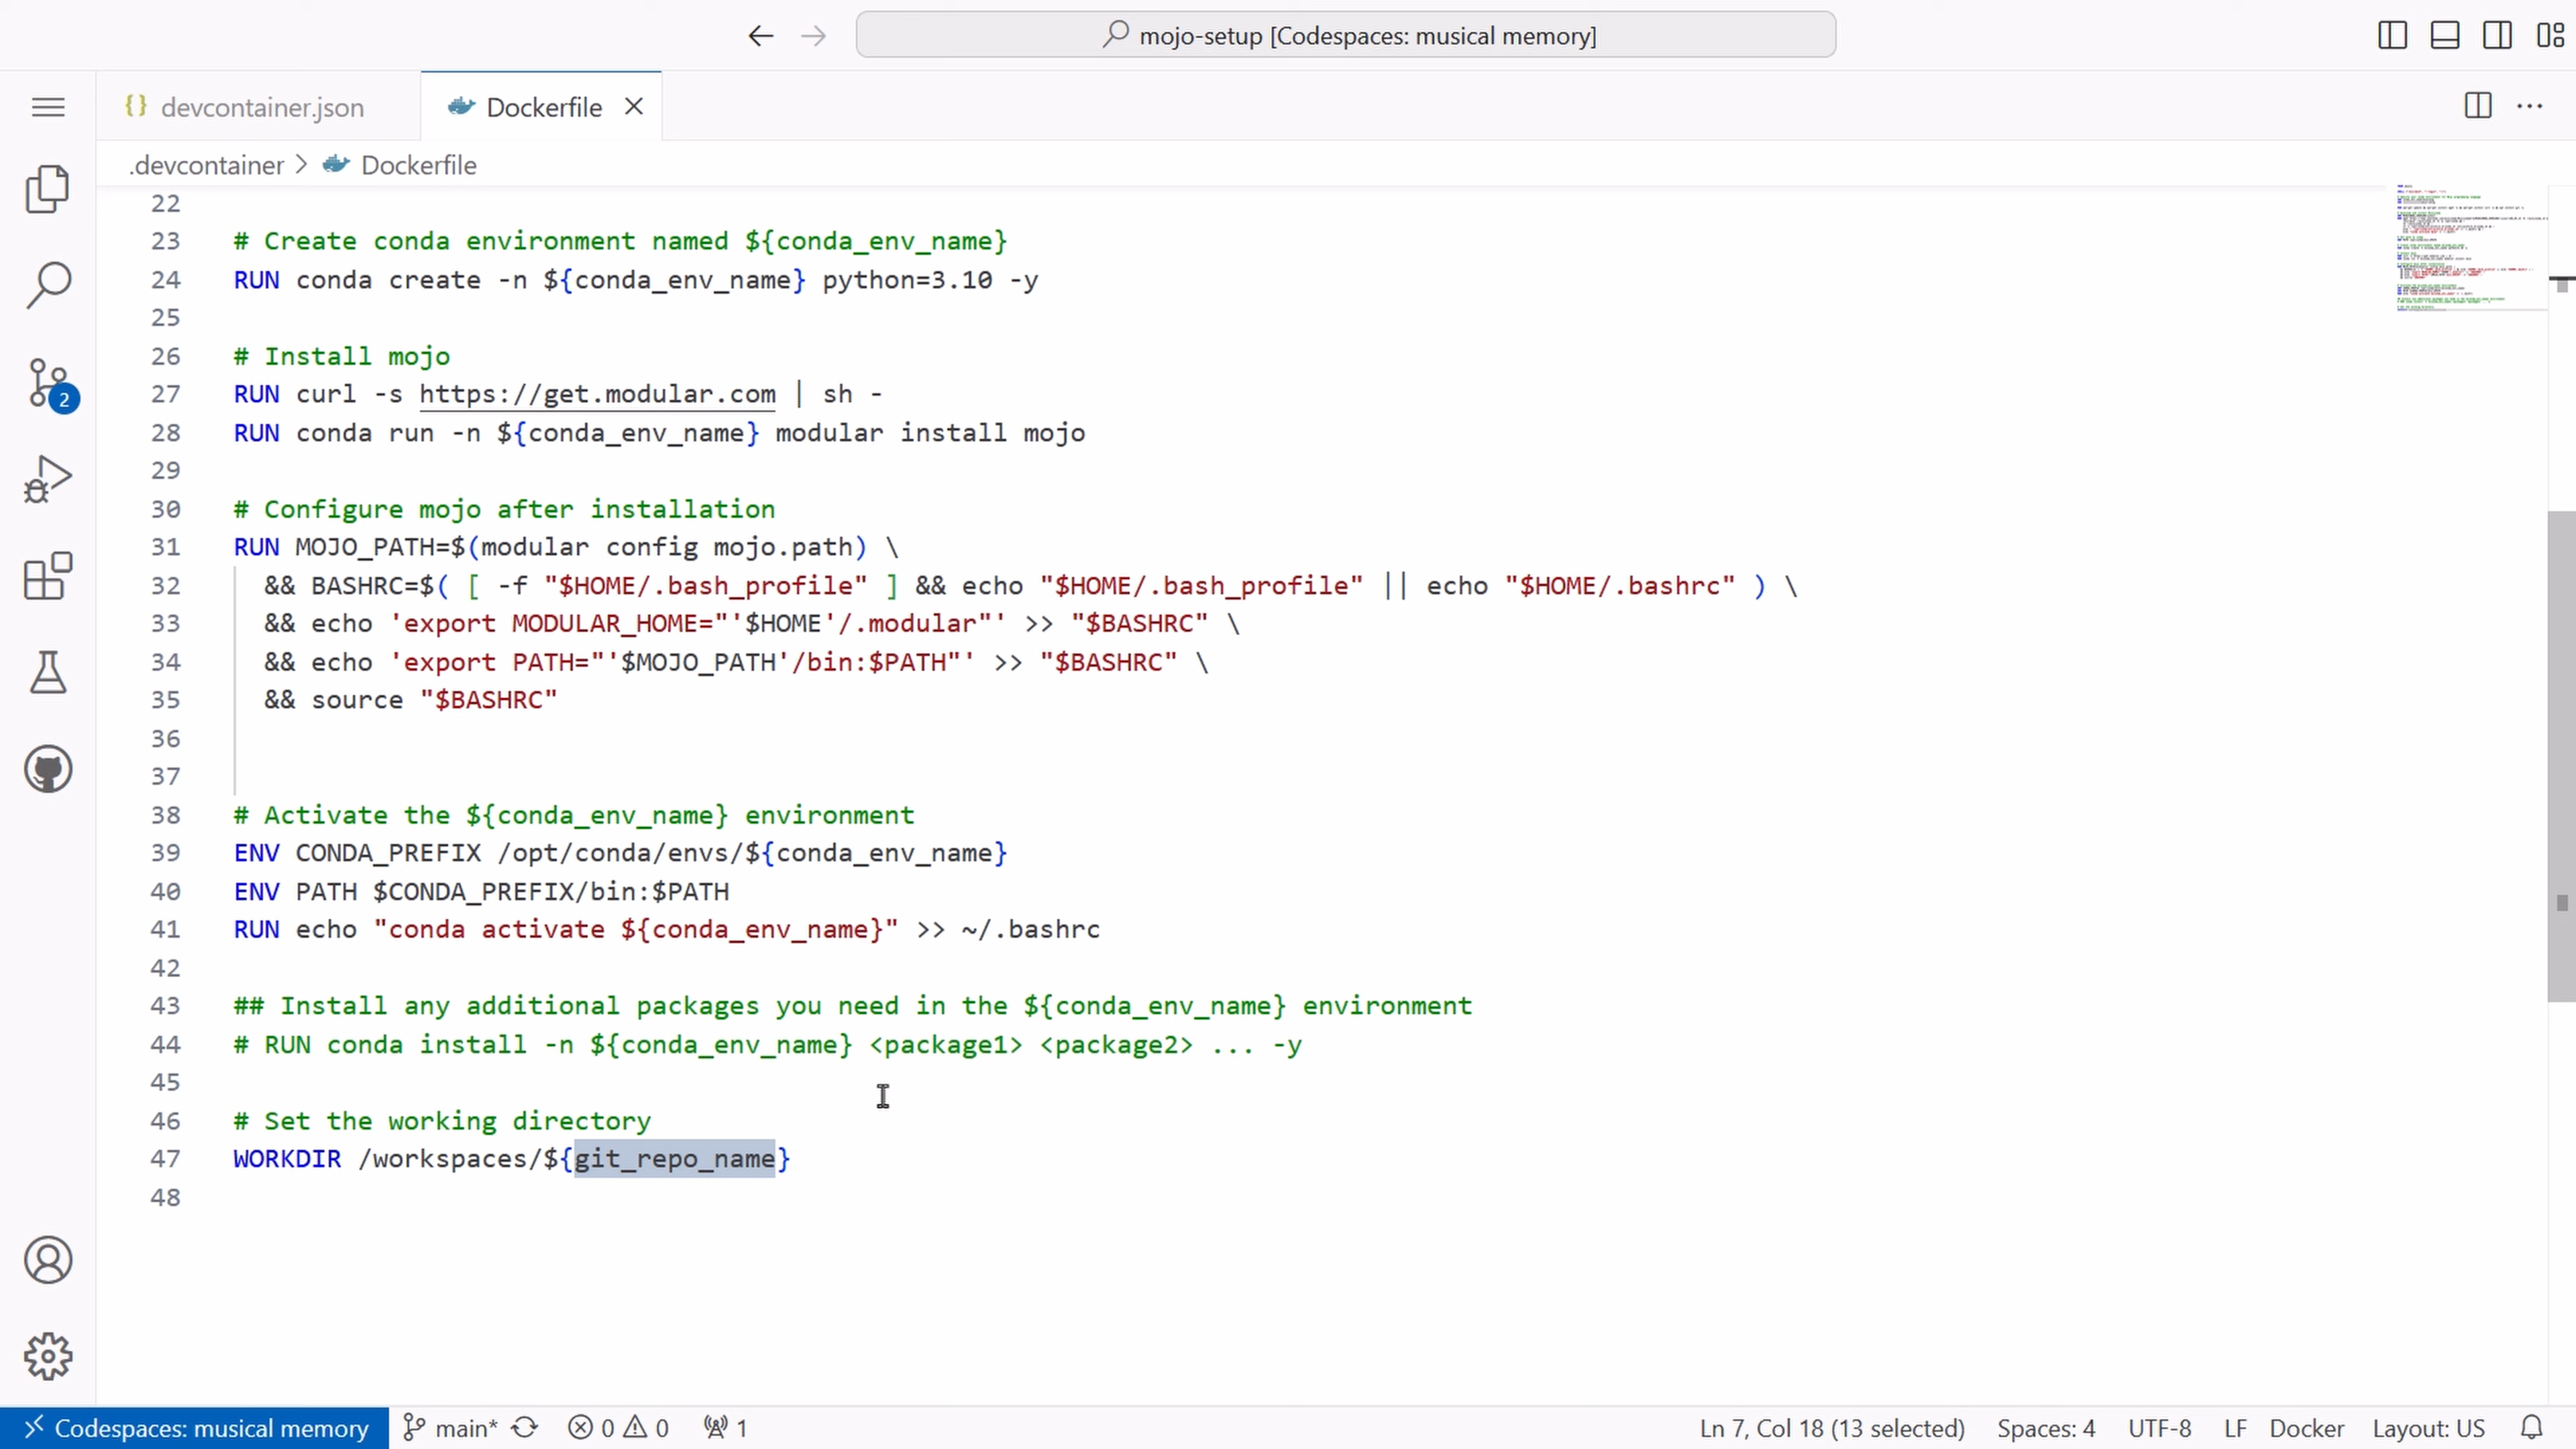 mojo-setup [Codespaces: musical memory]
devcontainer.json
Dockerfile
.devcontainer > Dockerfile
22
23 # Create conda environment named ${conda_env_name}
24 RUN conda create -n ${conda_env_name} python=3.10 -y
25
26 # Install mojo
27 RUN curl -s https://get.modular.com | sh -
28 RUN conda run -n ${conda_env_name} modular install mojo
29
30 # Configure mojo after installation
31 RUN MOJO_PATH=$(modular config mojo.path) \
32 && BASHRC=$( [ -f "$HOME/.bash_profile" ] && echo "$HOME/.bash_profile" || echo "$HOME/.bashrc" ) \
33 && echo 'export MODULAR_HOME="'$HOME'/.modular"' >> "$BASHRC" \
34 && echo 'export PATH="'$MOJO_PATH'/bin:$PATH"' >> "$BASHRC" \
35 && source "$BASHRC"
36
37
38 # Activate the ${conda_env_name} environment
39 ENV CONDA_PREFIX /opt/conda/envs/${conda_env_name}
40 ENV PATH $CONDA_PREFIX/bin:$PATH
41 RUN echo "conda activate ${conda_env_name}" >> ~/.bashrc
42
43 ## Install any additional packages you need in the ${conda_env_name} environment
44 # RUN conda install -n ${conda_env_name} <package1> <package2> ... -y
45
46 # Set the working directory
47 WORKDIR /workspaces/${git_repo_name}
48
2
Codespaces: musical memory main* 0 0 1 Ln 7, Col 18 (13 selected) Spaces: 4 UTF-8 LF Docker Layout: US